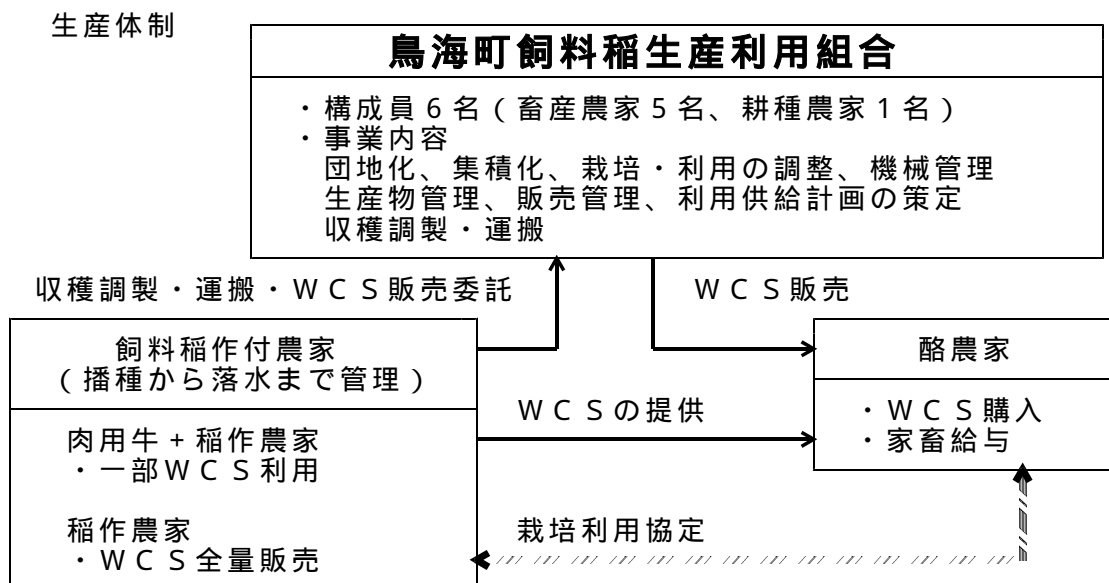 生産体制
鳥海町飼料稲生産利用組合
・構成員６名（畜産農家５名、耕種農家１名）
・事業内容
団地化、集積化、栽培・利用の調整、機械管理
生産物管理、販売管理、利用供給計画の策定
収穫調製・運搬
収穫調製・運搬・ＷＣＳ販売委託
ＷＣＳ販売
飼料稲作付農家
（播種から落水まで管理）
酪農家
ＷＣＳの提供
・ＷＣＳ購入
・家畜給与
肉用牛＋稲作農家
・一部ＷＣＳ利用
稲作農家
・ＷＣＳ全量販売
栽培利用協定